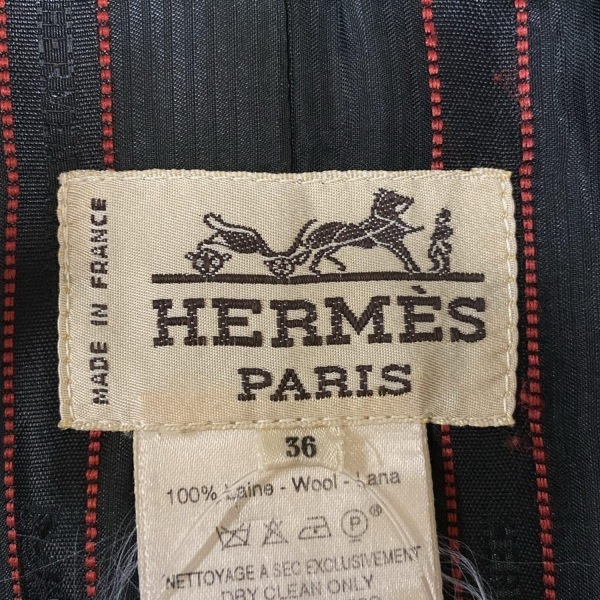 MADE IN FRANCE
HERMÈS
PARIS
36
100% Laine - Wool - Lana
P
NETTOYAGE A SEC EXCLUSIVEMENT
DRY CLEAN ONLY